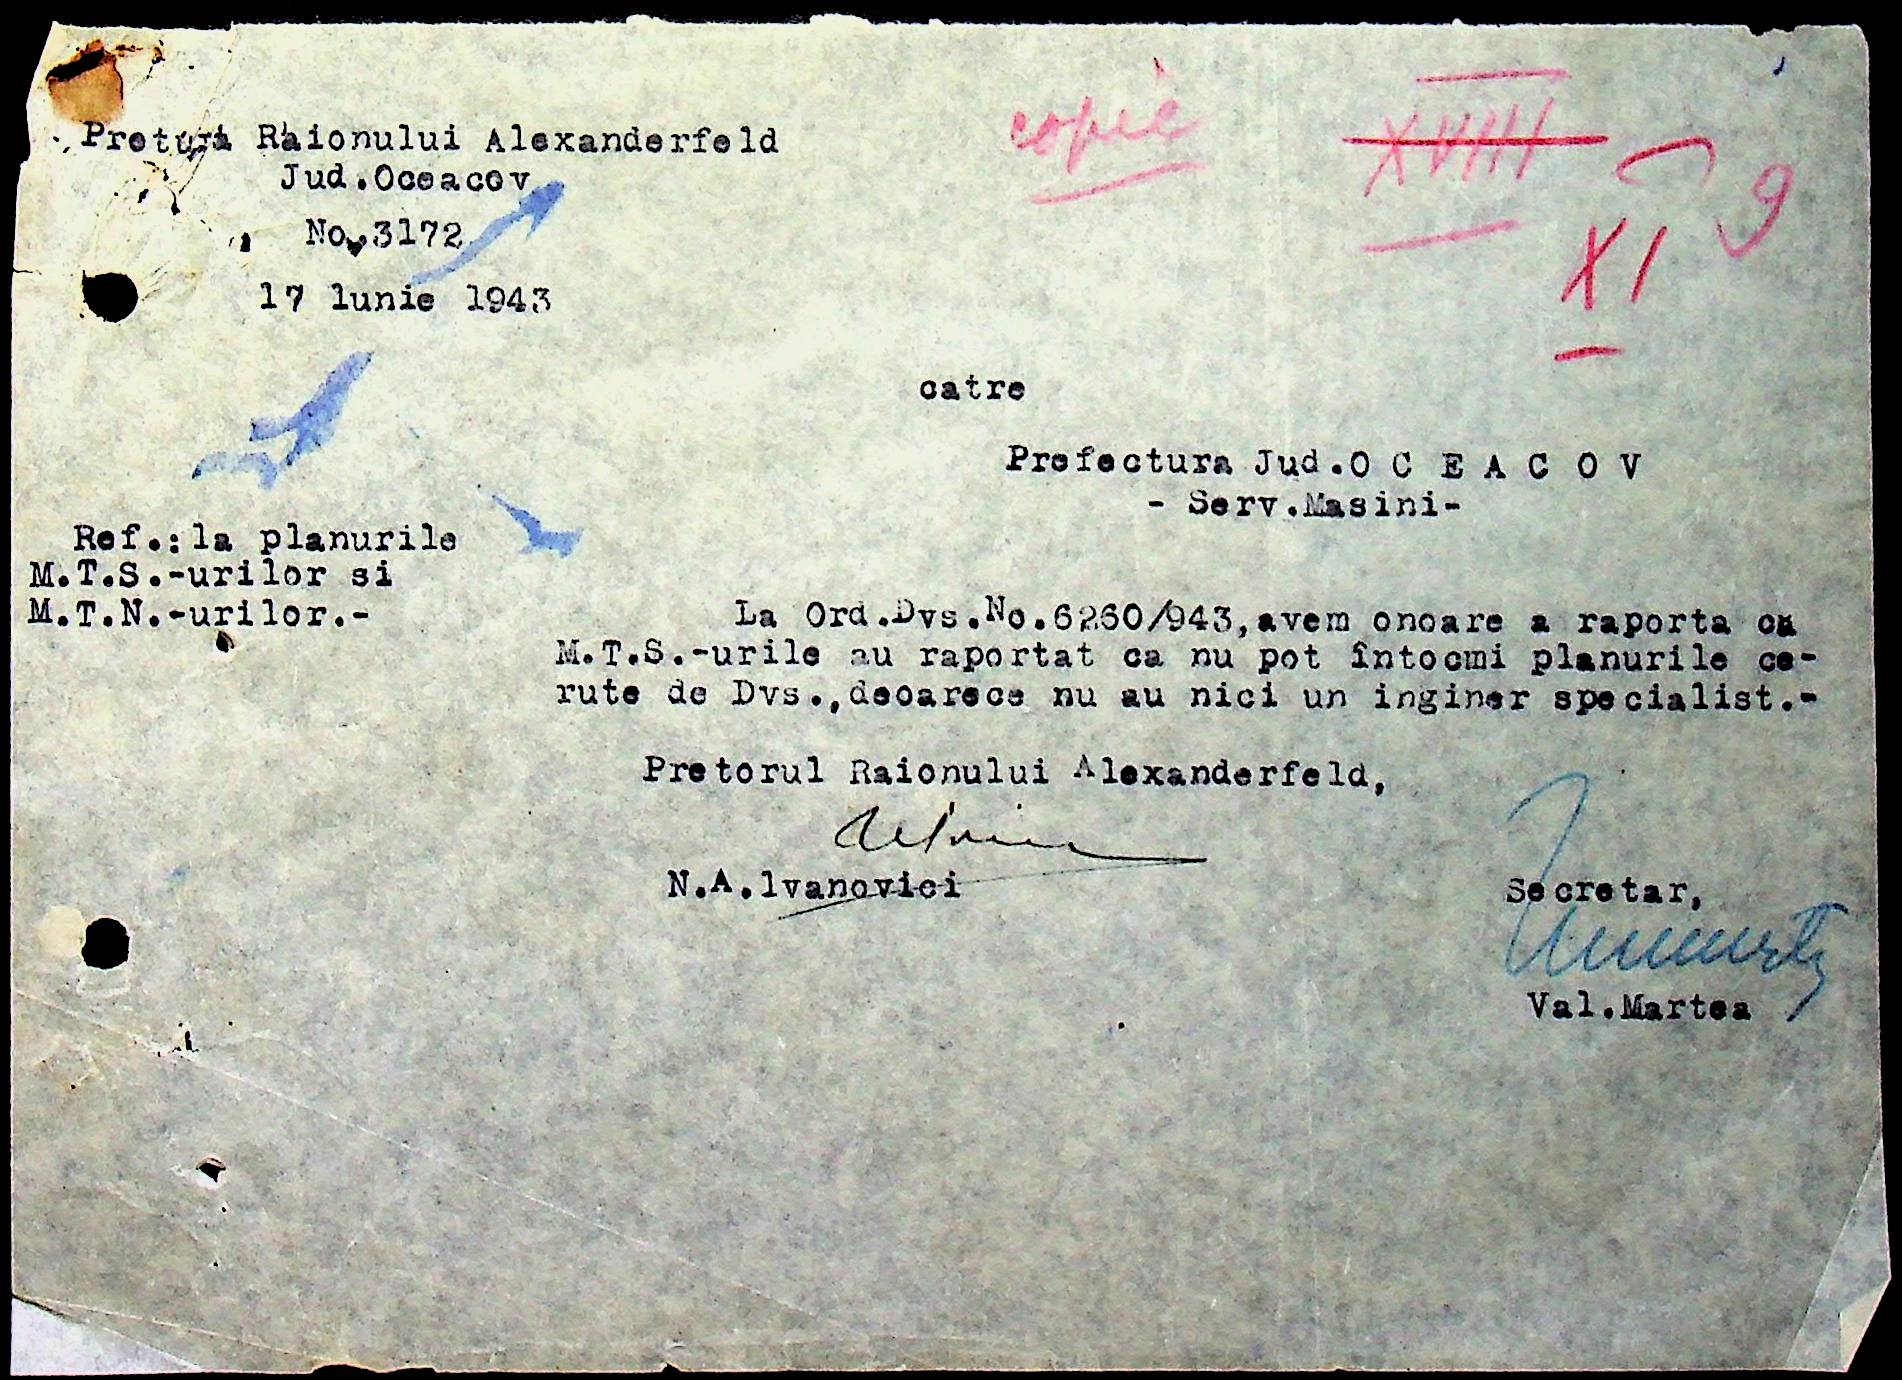 Pretura Raionului Alexanderfeld
Jud.Oceacov
No.3172
17 lunie 1943
copie
XVIII
9
XI
catre
Prefectura Jud.O C E A C O V
- Serv.Masini-
Ref.:la planurile
M.T.S.-urilor si
M.T.N.-urilor.-
La Ord.Dvs.No.6260/943,avem onoare a raporta ca
M.T.S.-urile au raportat ca nu pot întocmi planurile ce-
rute de Dvs.,deoarece nu au nici un inginer specialist.-
Pretorul Raionului Alexanderfeld,
N.A.lvanovici
Secretar,
Val.Martea